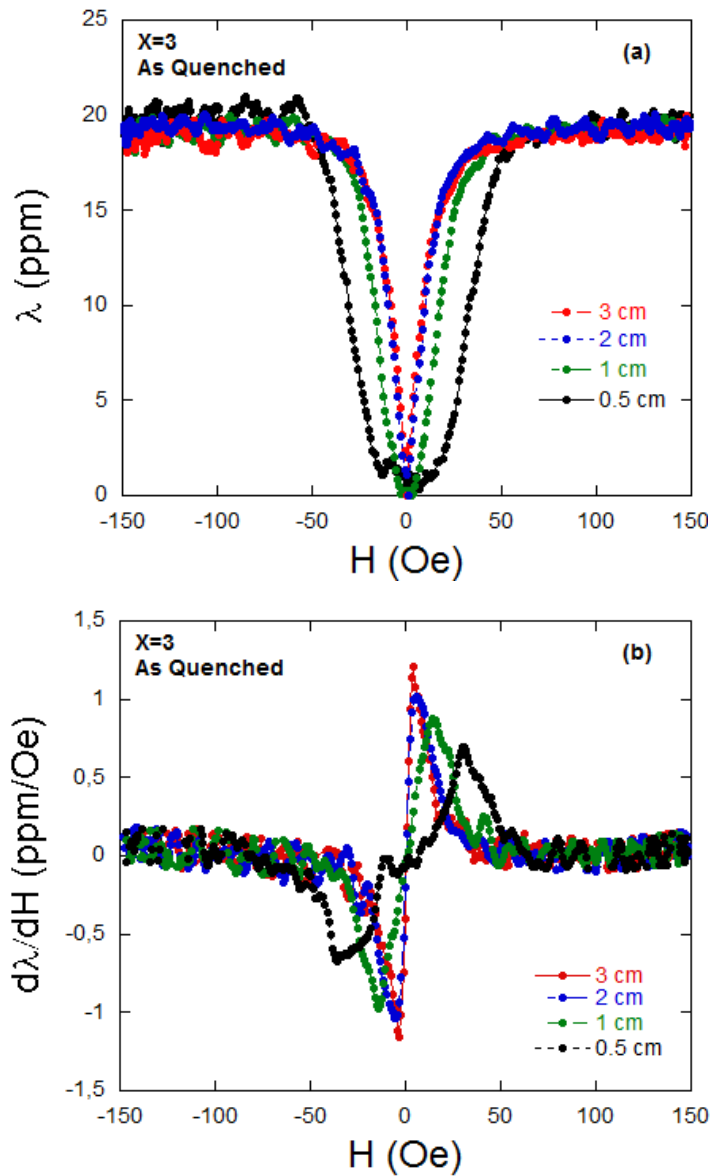 X=3
As Quenched
(a)
25
20
15
10
5
0
λ (ppm)
3 cm
2 cm
1 cm
0.5 cm
-150 -100 -50 0 50 100 150
H (Oe)
X=3
As Quenched
(b)
1,5
1
0,5
0
-0,5
-1
-1,5
dλ/dH (ppm/Oe)
3 cm
2 cm
1 cm
0.5 cm
-150 -100 -50 0 50 100 150
H (Oe)